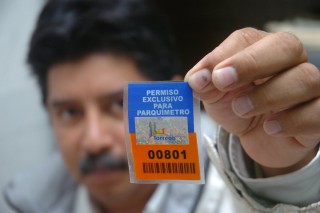 PERMISO
EXCLUSIVO
PARA
PARQUÍMETRO
00801